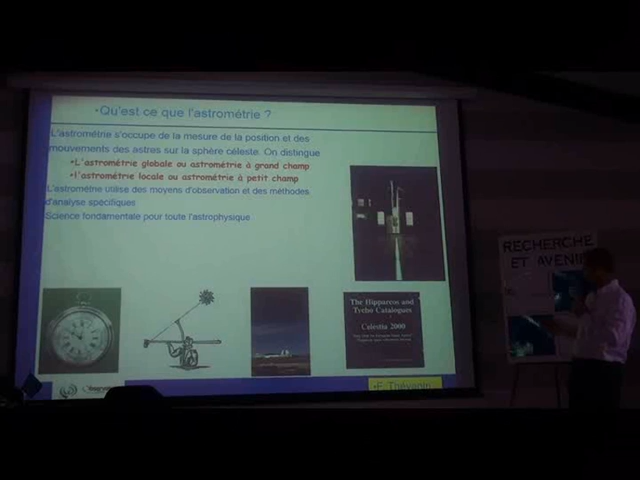 •Qu'est ce que l'astrométrie ?
L'astrométrie s'occupe de la mesure de la position et des
mouvements des astres sur la sphère céleste. On distingue
•L'astrométrie globale ou astrométrie à grand champ
•l'astrométrie locale ou astrométrie à petit champ
L'astrométrie utilise des moyens d'observation et des méthodes
d'analyse spécifiques
Science fondamentale pour toute l'astrophysique
The Hipparcos and
Tycho Catalogues
Celestia 2000
•F. Thévenin
RECHERCHE
ET AVENIR